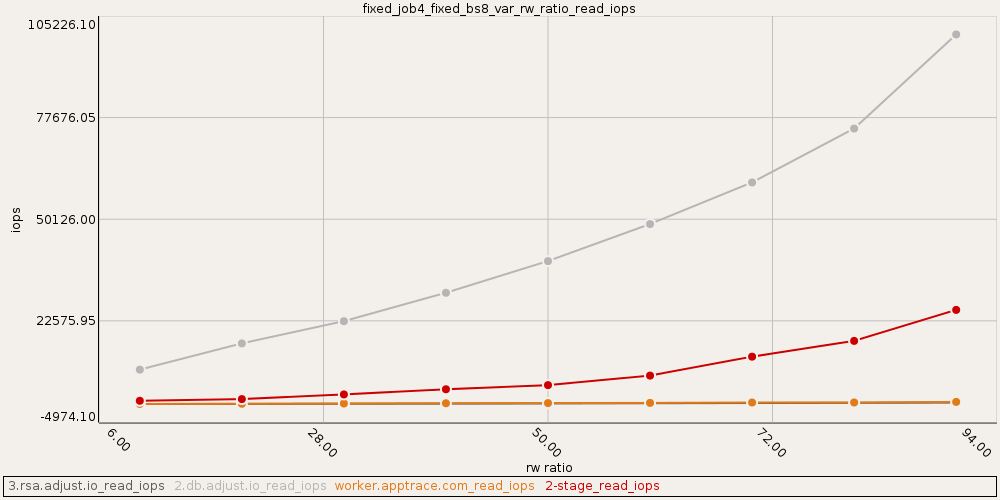 fixed_job4_fixed_bs8_var_rw_ratio_read_iops
105226.10
77676.05
50126.00
22575.95
-4974.10
iops
6.00
28.00
50.00
72.00
94.00
rw ratio
3.rsa.adjust.io_read_iops 2.db.adjust.io_read_iops worker.apptrace.com_read_iops 2-stage_read_iops